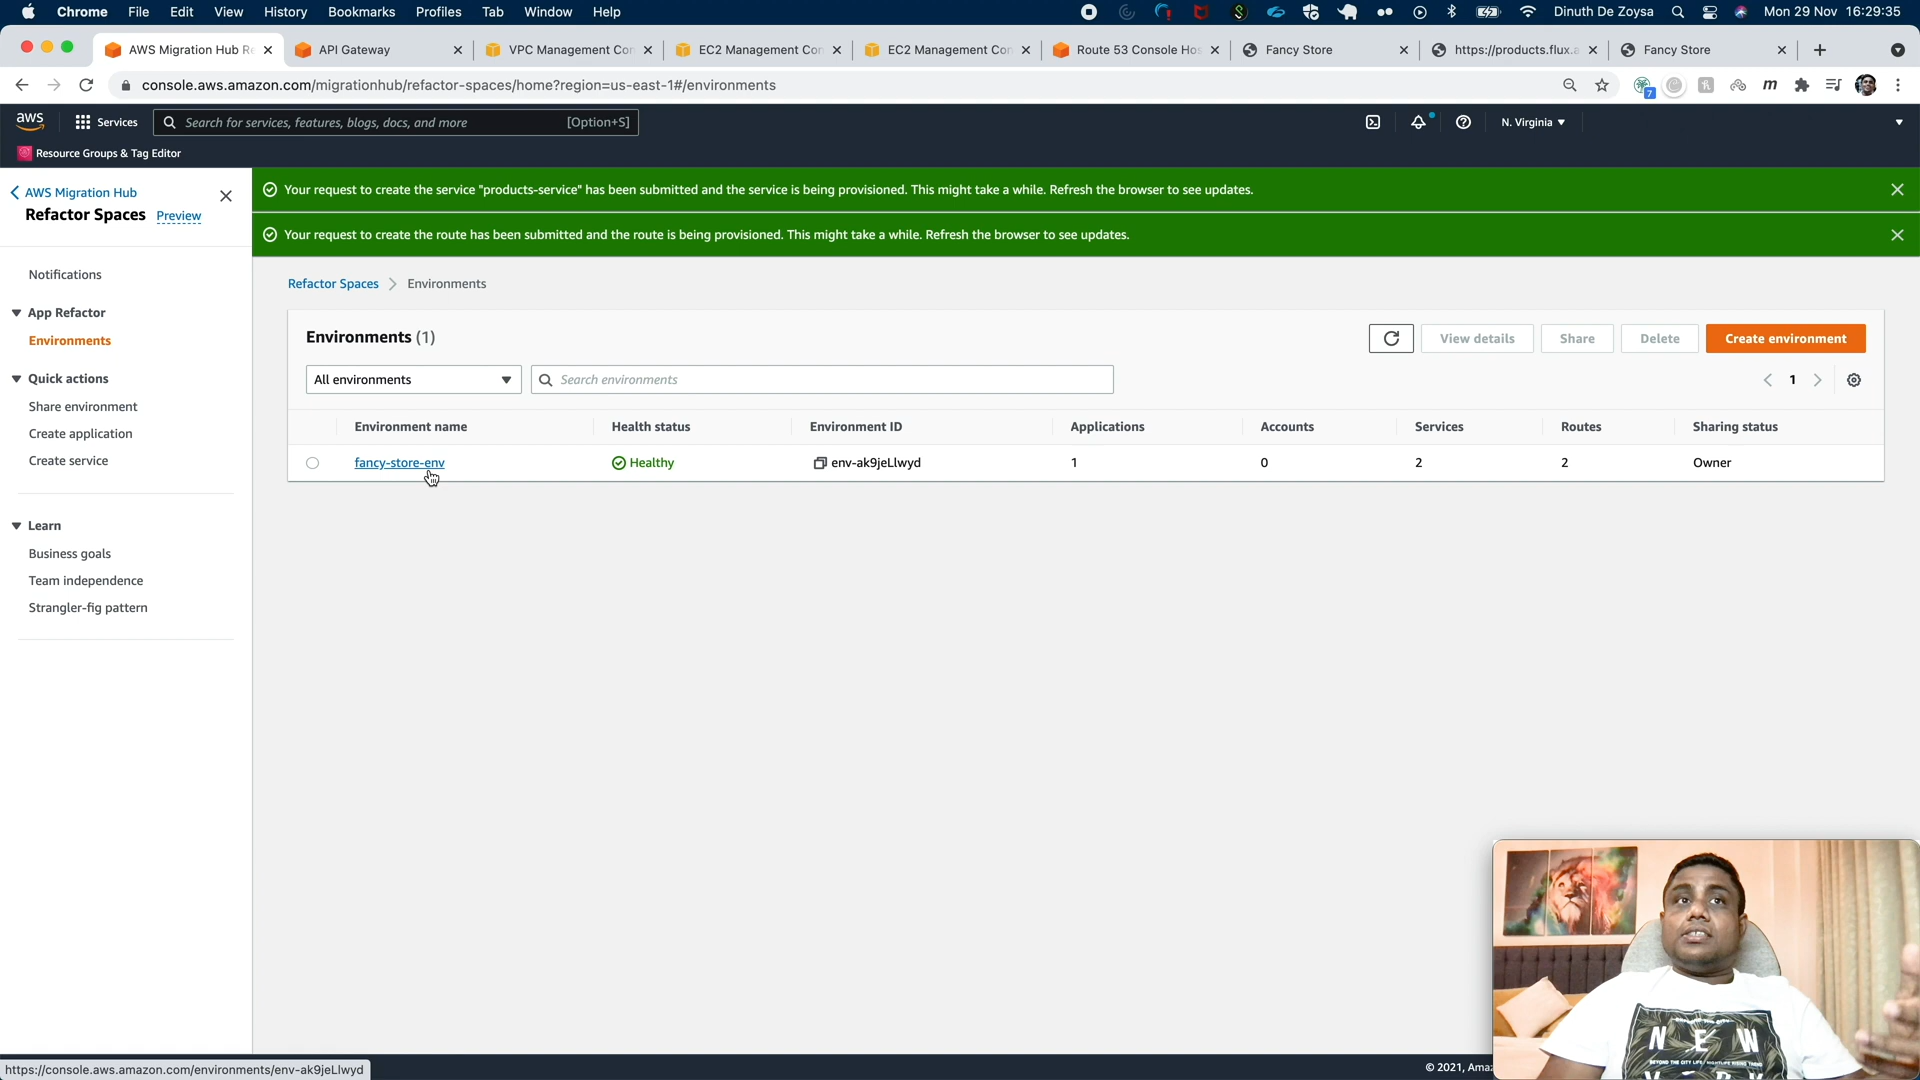 Chrome File Edit View History Bookmarks Profiles Tab Window Help Dinuth De Zoysa Mon 29 Nov 16:29:35
AWS Migration Hub R API Gateway VPC Management Con EC2 Management Con EC2 Management Con Route 53 Console Hos Fancy Store https://products.flux.a Fancy Store
console.aws.amazon.com/migrationhub/refactor-spaces/home?region=us-east-1#/environments
7
aws Services Search for services, features, blogs, docs, and more [Option+S] N. Virginia
Resource Groups & Tag Editor
AWS Migration Hub
Refactor Spaces Preview
Notifications
App Refactor
Environments
Quick actions
Share environment
Create application
Create service
Learn
Business goals
Team independence
Strangler-fig pattern
Your request to create the service "products-service" has been submitted and the service is being provisioned. This might take a while. Refresh the browser to see updates.
Your request to create the route has been submitted and the route is being provisioned. This might take a while. Refresh the browser to see updates.
Refactor Spaces > Environments
Environments (1)
View details Share Delete Create environment
All environments Search environments 1
Environment name Health status Environment ID Applications Accounts Services Routes Sharing status
fancy-store-env Healthy env-ak9jeLlwyd 1 0 2 2 Owner
https://console.aws.amazon.com/environments/env-ak9jeLlwyd
© 2021, Amaz
NEW